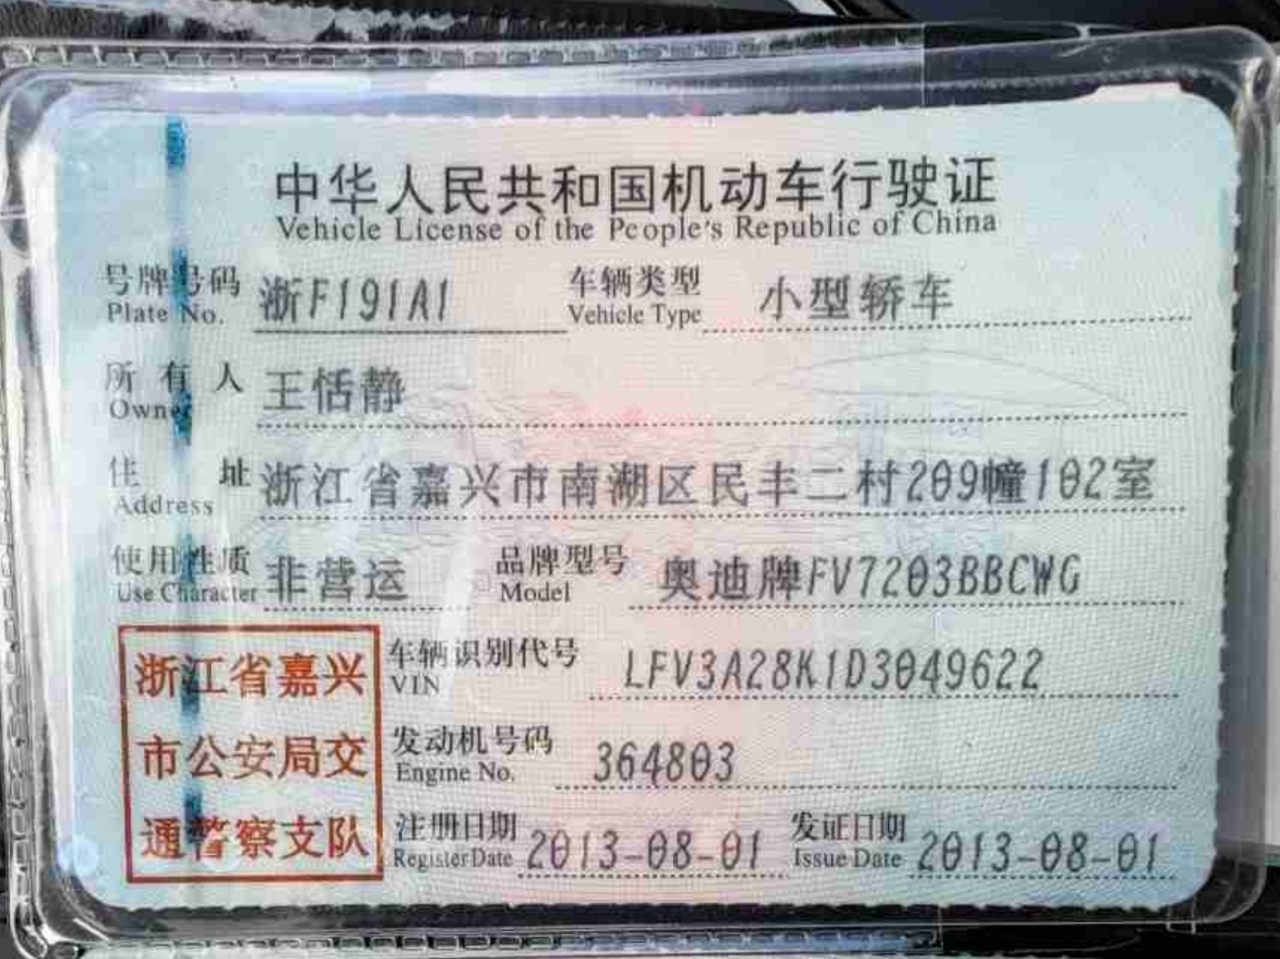 中华人民共和国机动车行驶证
Vehicle License of the People's Republic of China
号牌号码 浙F191A1 车辆类型 小型轿车
Plate No. Vehicle Type
所有人 王恬静
Owner
住址 浙江省嘉兴市南湖区民丰二村209幢102室
Address
使用性质 非营运 品牌型号 奥迪牌FV7203BBCWG
Use Character Model
浙江省嘉兴
市公安局交
通警察支队
车辆识别代号 LFV3A28K1D3049622
VIN
发动机号码 364803
Engine No.
注册日期 2013-08-01 发证日期 2013-08-01
Register Date Issue Date